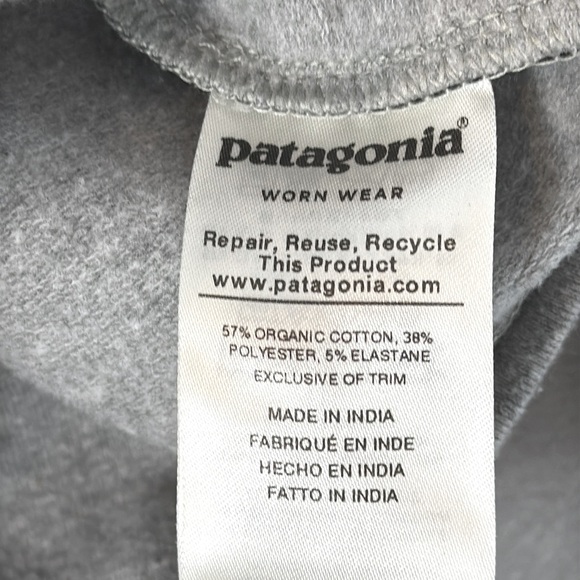 patagonia®
WORN WEAR
Repair, Reuse, Recycle
This Product
www.patagonia.com
57% ORGANIC COTTON, 38%
POLYESTER, 5% ELASTANE
EXCLUSIVE OF TRIM
MADE IN INDIA
FABRIQUÉ EN INDE
HECHO EN INDIA
FATTO IN INDIA